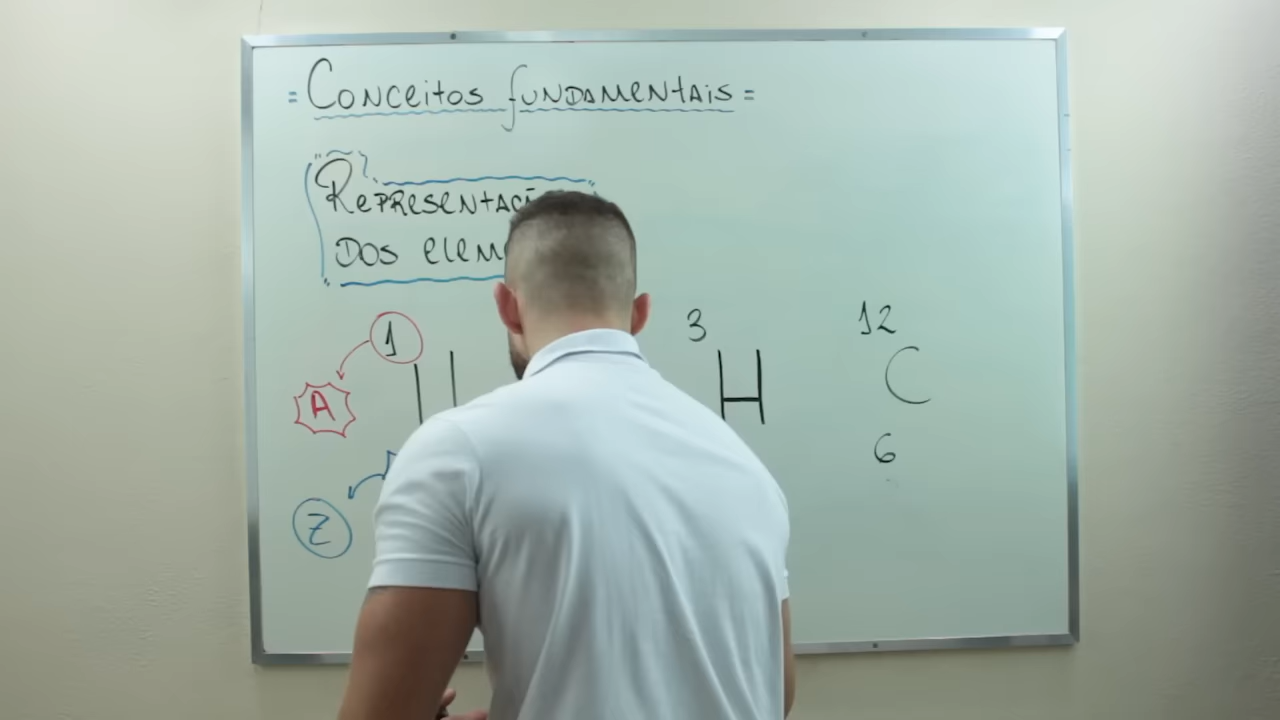 = Conceitos fundamentais =
Representaçã
dos elem
1 3 12
A H C
6
Z